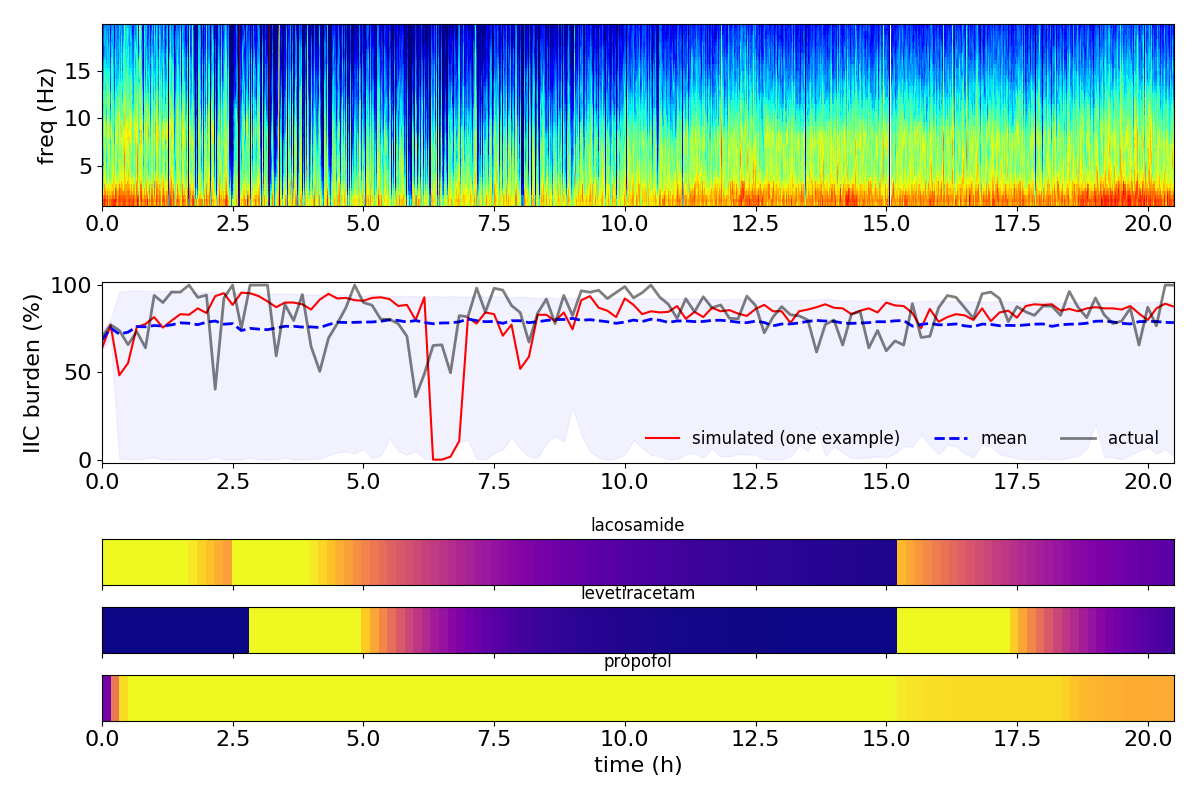 freq (Hz)
15
10
5
0.0 2.5 5.0 7.5 10.0 12.5 15.0 17.5 20.0
IIC burden (%)
100
50
0
simulated (one example) mean actual
0.0 2.5 5.0 7.5 10.0 12.5 15.0 17.5 20.0
lacosamide
levetiracetam
propofol
0.0 2.5 5.0 7.5 10.0 12.5 15.0 17.5 20.0
time (h)